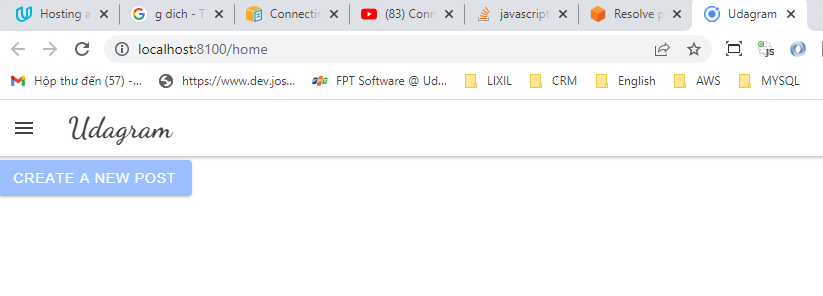 Hosting a
g dich - T
Connectin
(83) Conn
javascript
Resolve p
Udagram
localhost:8100/home
JS
Hộp thư đến (57) -...
https://www.dev.jos...
FPT Software @ Ud...
LIXIL
CRM
English
AWS
MYSQL
Udagram
CREATE A NEW POST